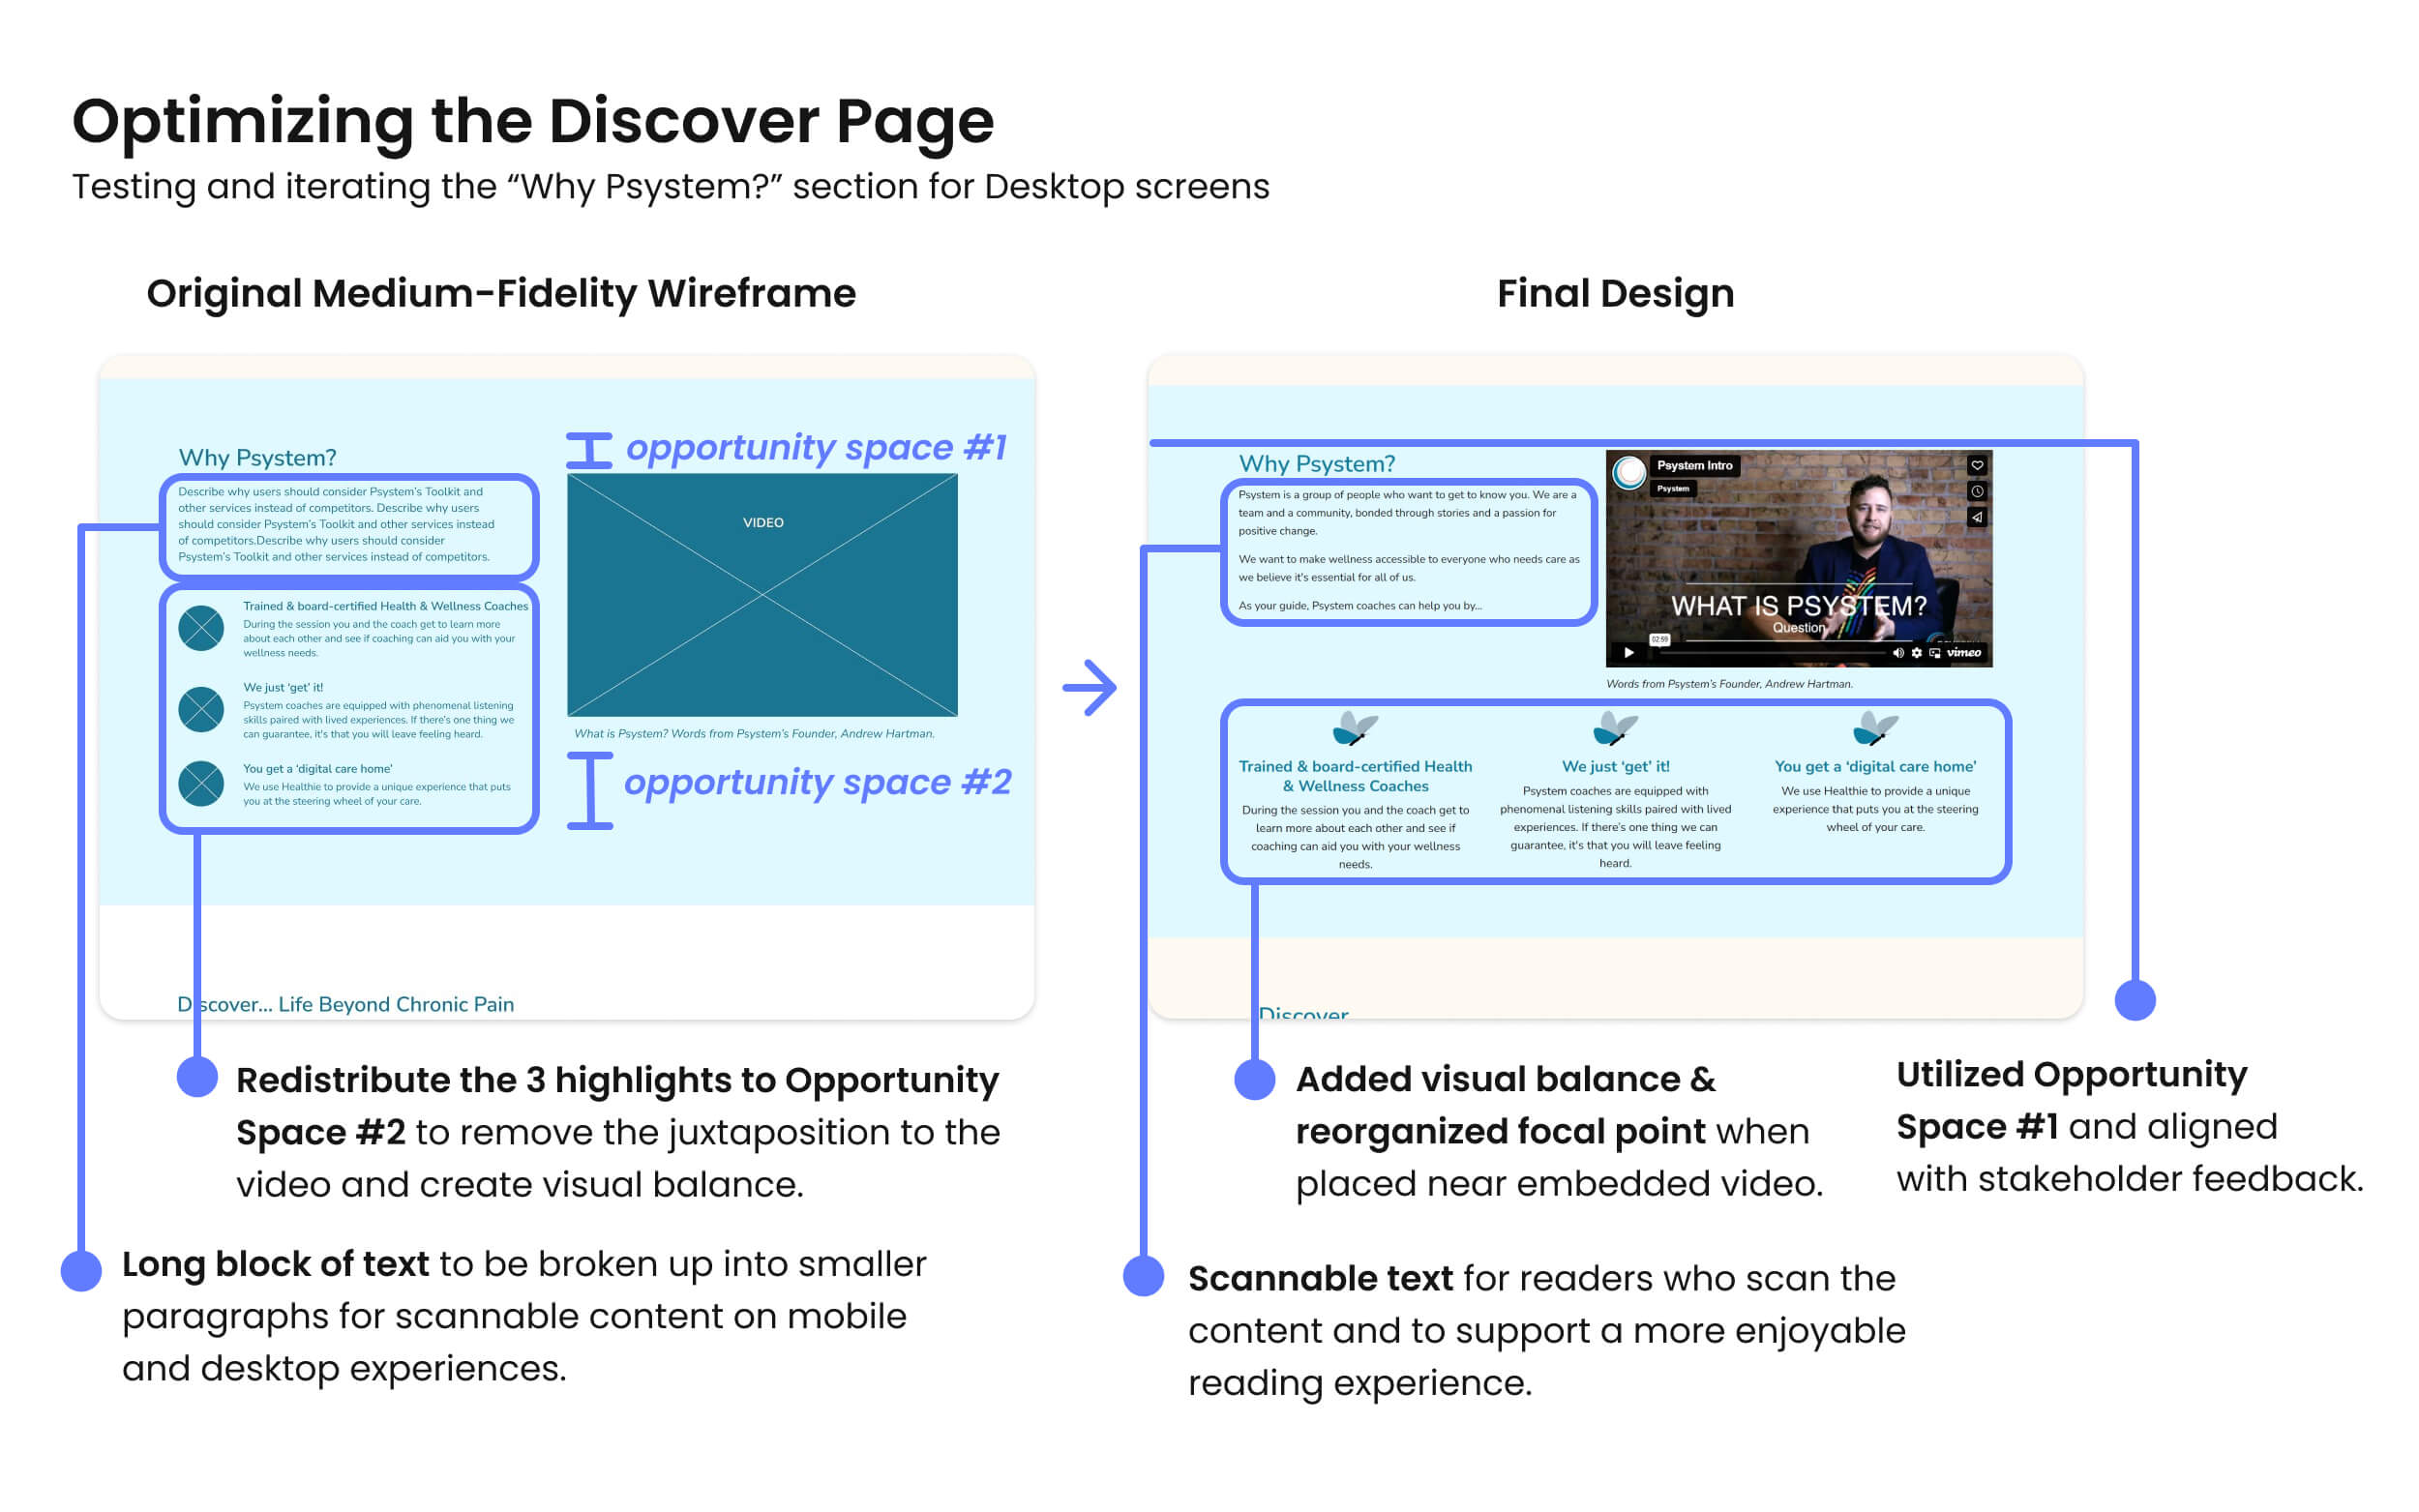 Optimizing the Discover Page
Testing and iterating the “Why Psystem?” section for Desktop screens
Original Medium-Fidelity Wireframe
Why Psystem?
Describe why users should consider Psystem's Toolkit and
other services instead of competitors. Describe why users
should consider Psystem's Toolkit and other services instead
of competitors.Describe why users should consider
Psystem's Toolkit and other services instead of competitors.
Trained & board-certified Health & Wellness Coaches
During the session you and the coach get to learn more
about each other and see if coaching can aid you with your
wellness needs.
We just ‘get’ it!
Psystem coaches are equipped with phenomenal listening
skills paired with lived experiences. If there's one thing we
can guarantee, it's that you will leave feeling heard.
You get a ‘digital care home’
We use Healthie to provide a unique experience that puts
you at the steering wheel of your care.
opportunity space #1
VIDEO
What is Psystem? Words from Psystem's Founder, Andrew Hartman.
opportunity space #2
Discover... Life Beyond Chronic Pain
Redistribute the 3 highlights to Opportunity
Space #2 to remove the juxtaposition to the
video and create visual balance.
Long block of text to be broken up into smaller
paragraphs for scannable content on mobile
and desktop experiences.
Final Design
Why Psystem?
Psystem is a group of people who want to get to know you. We are a
team and a community, bonded through stories and a passion for
positive change.
We want to make wellness accessible to everyone who needs care as
we believe it's essential for all of us.
As your guide, Psystem coaches can help you by...
Psystem Intro
Psystem
WHAT IS PSYSTEM?
Question
02:59
vimeo
Words from Psystem's Founder, Andrew Hartman.
Trained & board-certified Health
& Wellness Coaches
During the session you and the coach get to
learn more about each other and see if
coaching can aid you with your wellness
needs.
We just ‘get’ it!
Psystem coaches are equipped with
phenomenal listening skills paired with lived
experiences. If there's one thing we can
guarantee, it's that you will leave feeling
heard.
You get a ‘digital care home’
We use Healthie to provide a unique
experience that puts you at the steering
wheel of your care.
Discover
Added visual balance &
reorganized focal point when
placed near embedded video.
Utilized Opportunity
Space #1 and aligned
with stakeholder feedback.
Scannable text for readers who scan the
content and to support a more enjoyable
reading experience.